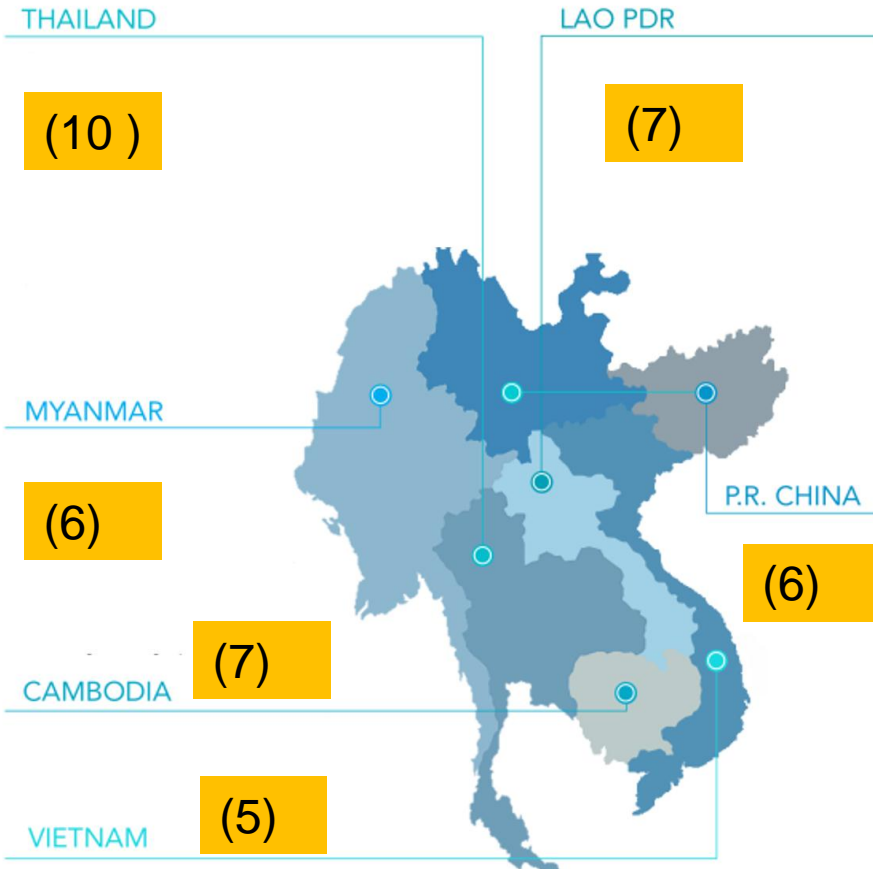 THAILAND
LAO PDR
(10 )
(7)
MYANMAR
P.R. CHINA
(6)
(6)
(7)
CAMBODIA
(5)
VIETNAM